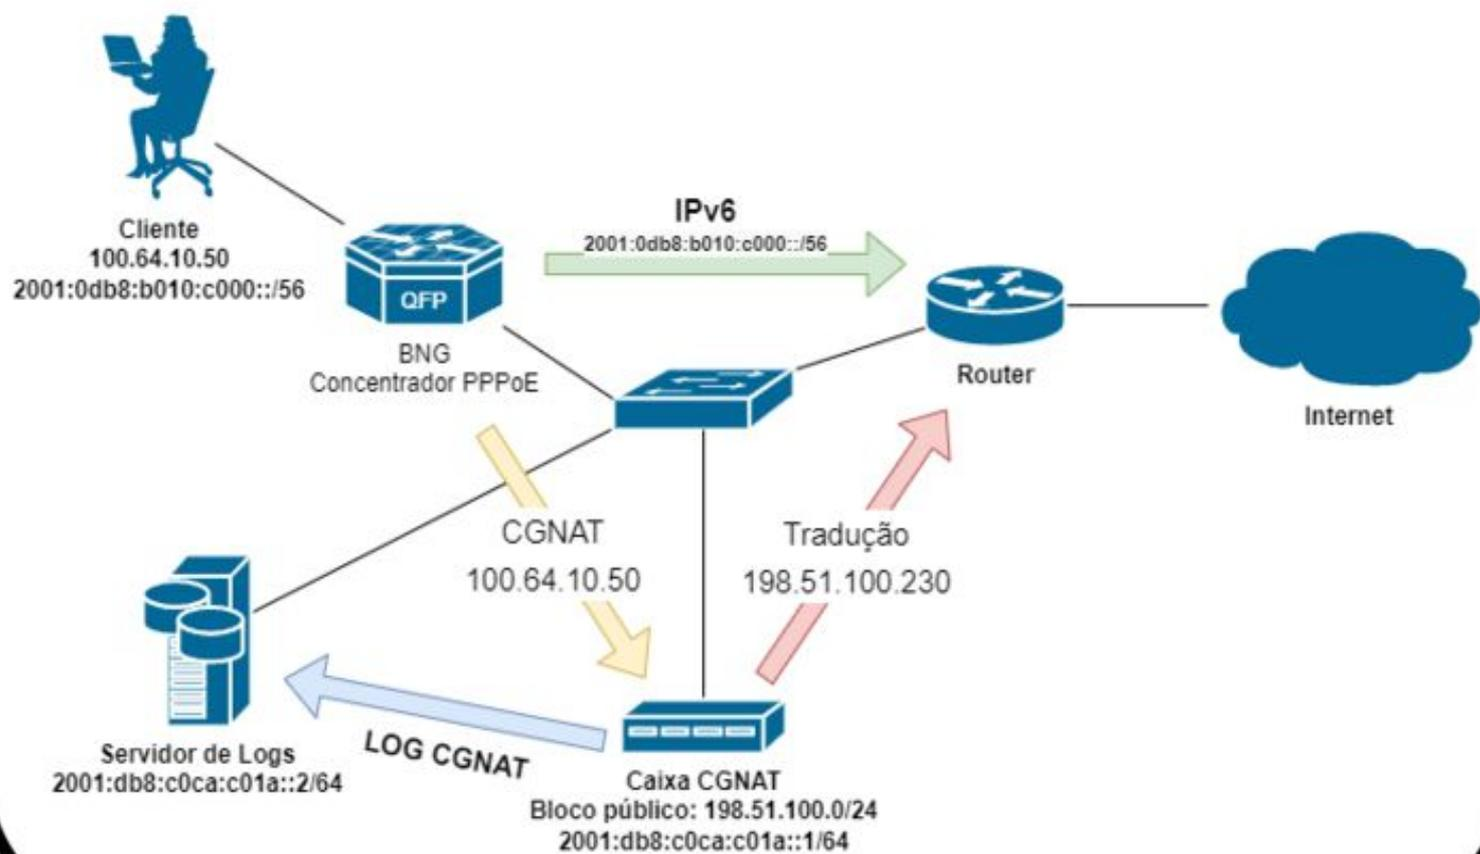 Cliente
100.64.10.50
2001:0db8:b010:c000::/56
QFP
BNG
Concentrador PPPoE
IPv6
2001:0db8:b010:c000::/56
Router
Internet
CGNAT
100.64.10.50
Tradução
198.51.100.230
Servidor de Logs
2001:db8:c0ca:c01a::2/64
LOG CGNAT
Caixa CGNAT
Bloco público: 198.51.100.0/24
2001:db8:c0ca:c01a::1/64